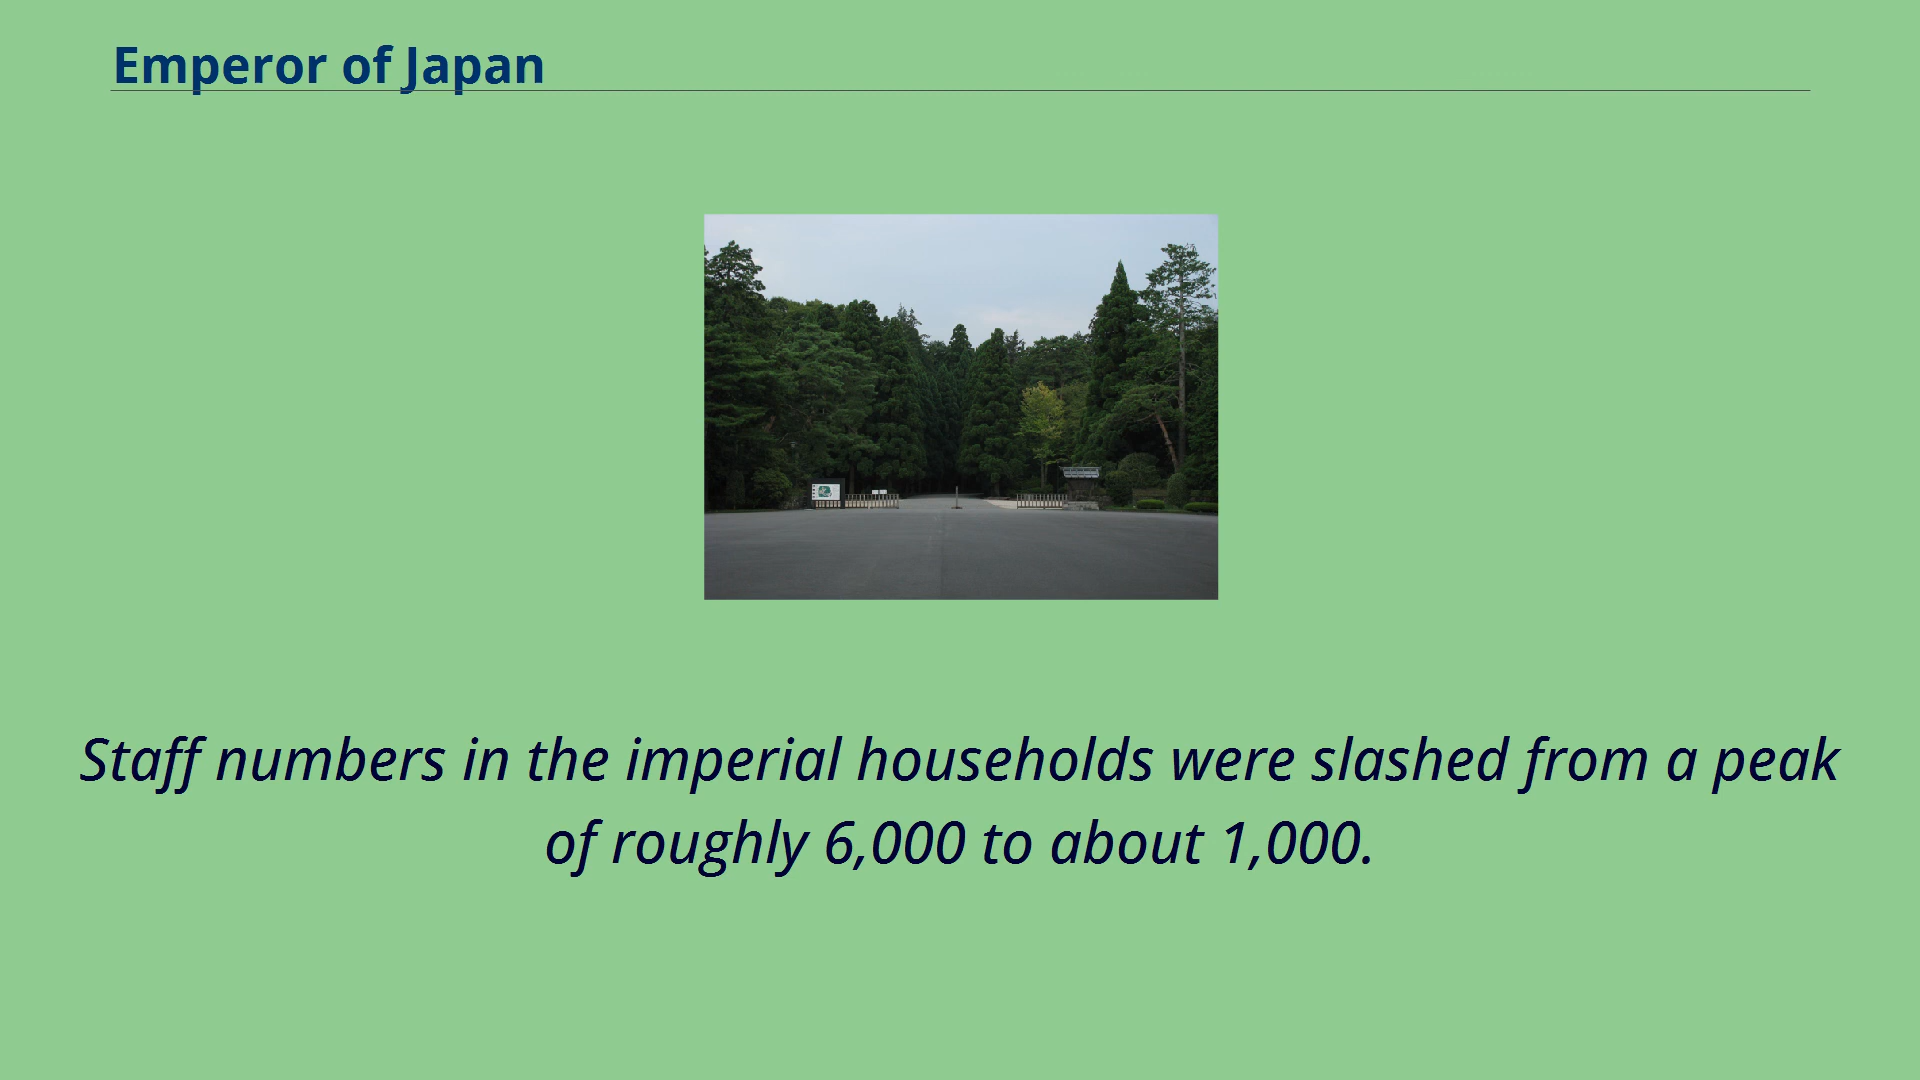 Emperor of Japan
Staff numbers in the imperial households were slashed from a peak
of roughly 6,000 to about 1,000.